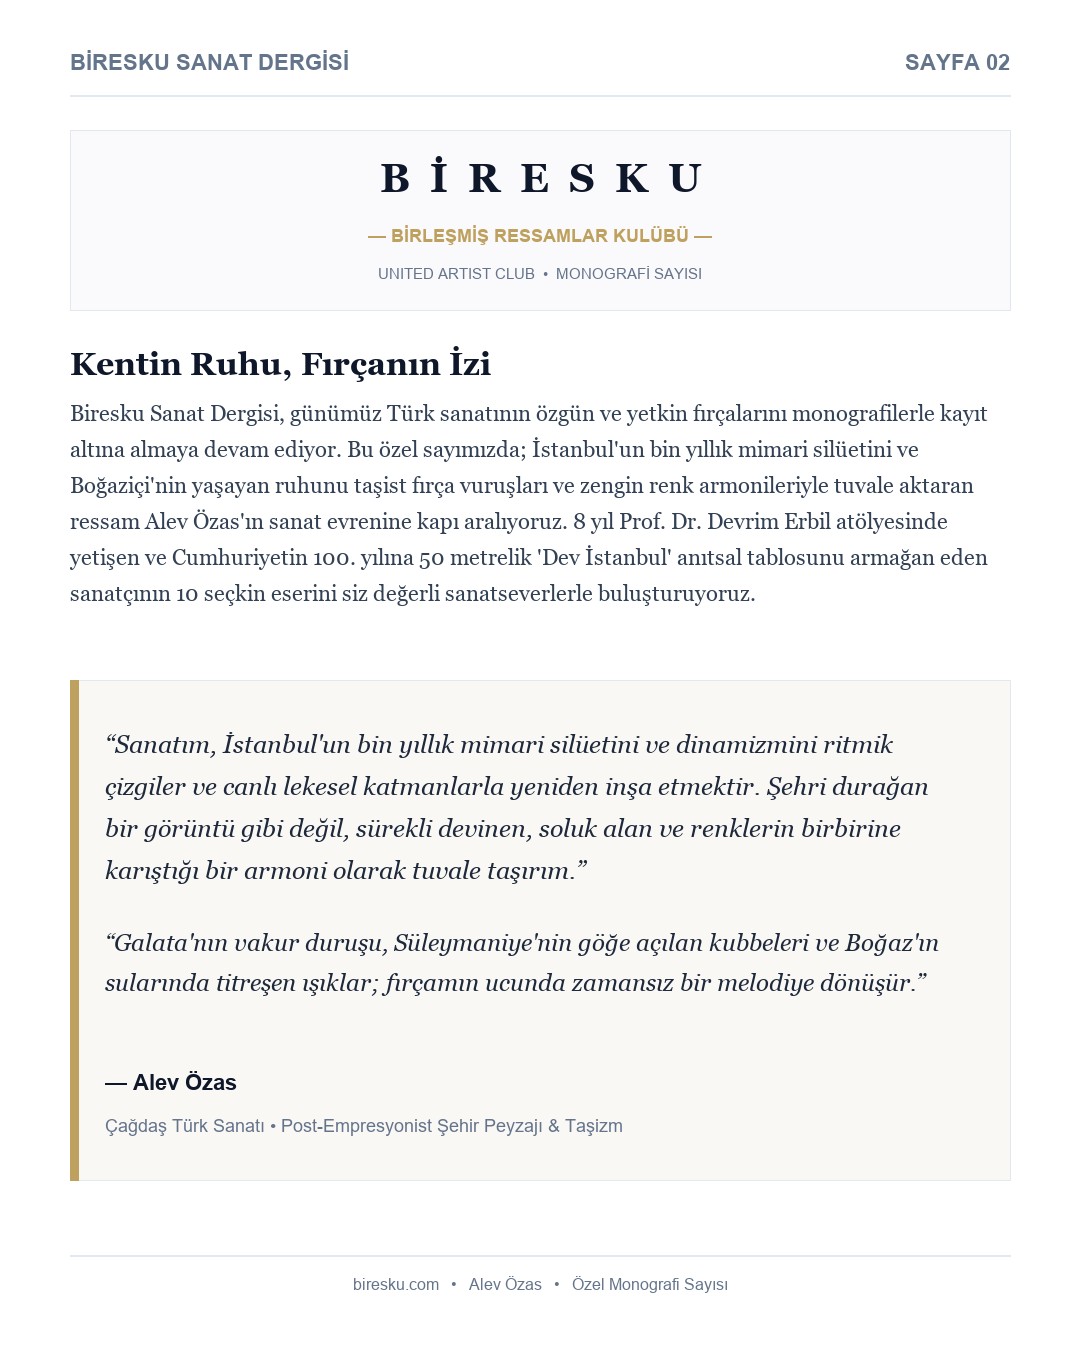 BİRESKU SANAT DERGİSİ
SAYFA 02
BİRESKU
— BİRLEŞMİŞ RESSAMLAR KULÜBÜ —
UNITED ARTIST CLUB • MONOGRAFİ SAYISI
Kentin Ruhu, Fırçanın İzi
Biresku Sanat Dergisi, günümüz Türk sanatının özgün ve yetkin fırçalarını monografilerle kayıt
altına almaya devam ediyor. Bu özel sayımızda; İstanbul'un bin yıllık mimari silüetini ve
Boğaziçi'nin yaşayan ruhunu taşist fırça vuruşları ve zengin renk armonileriyle tuvale aktaran
ressam Alev Özas'ın sanat evrenine kapı aralıyoruz. 8 yıl Prof. Dr. Devrim Erbil atölyesinde
yetişen ve Cumhuriyetin 100. yılına 50 metrelik 'Dev İstanbul' anıtsal tablosunu armağan eden
sanatçının 10 seçkin eserini siz değerli sanatseverlerle buluşturuyoruz.
“Sanatım, İstanbul'un bin yıllık mimari silüetini ve dinamizmini ritmik
çizgiler ve canlı lekesel katmanlarla yeniden inşa etmektir. Şehri durağan
bir görüntü gibi değil, sürekli devinen, soluk alan ve renklerin birbirine
karıştığı bir armoni olarak tuvale taşırım.”
“Galata'nın vakur duruşu, Süleymaniye'nin göğe açılan kubbeleri ve Boğaz'ın
sularında titreşen ışıklar; fırçamın ucunda zamansız bir melodiye dönüşür.”
— Alev Özas
Çağdaş Türk Sanatı • Post-Empresyonist Şehir Peyzajı & Taşizm
biresku.com • Alev Özas • Özel Monografi Sayısı